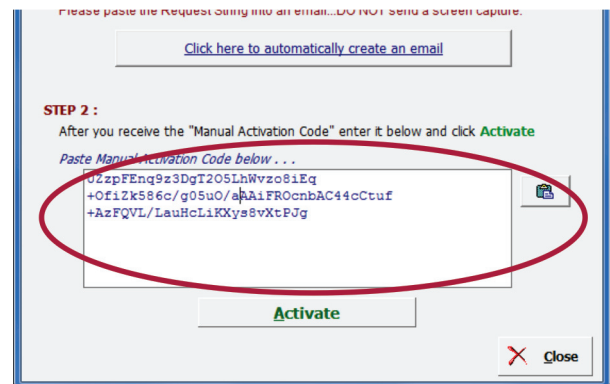 Please paste the Request String into an email...DO NOT send a screen capture.
Click here to automatically create an email
STEP 2 :
After you receive the "Manual Activation Code" enter it below and click Activate
Paste Manual Activation Code below . . .
JZzpFEnq9z3DgT2O5LhWvzo8iEq
+OfiZk586c/g05uO/aAAiFROcnbAC44cCtuf
+AzFQVL/LauHcLiKXys8vXtPJg
Activate
Close